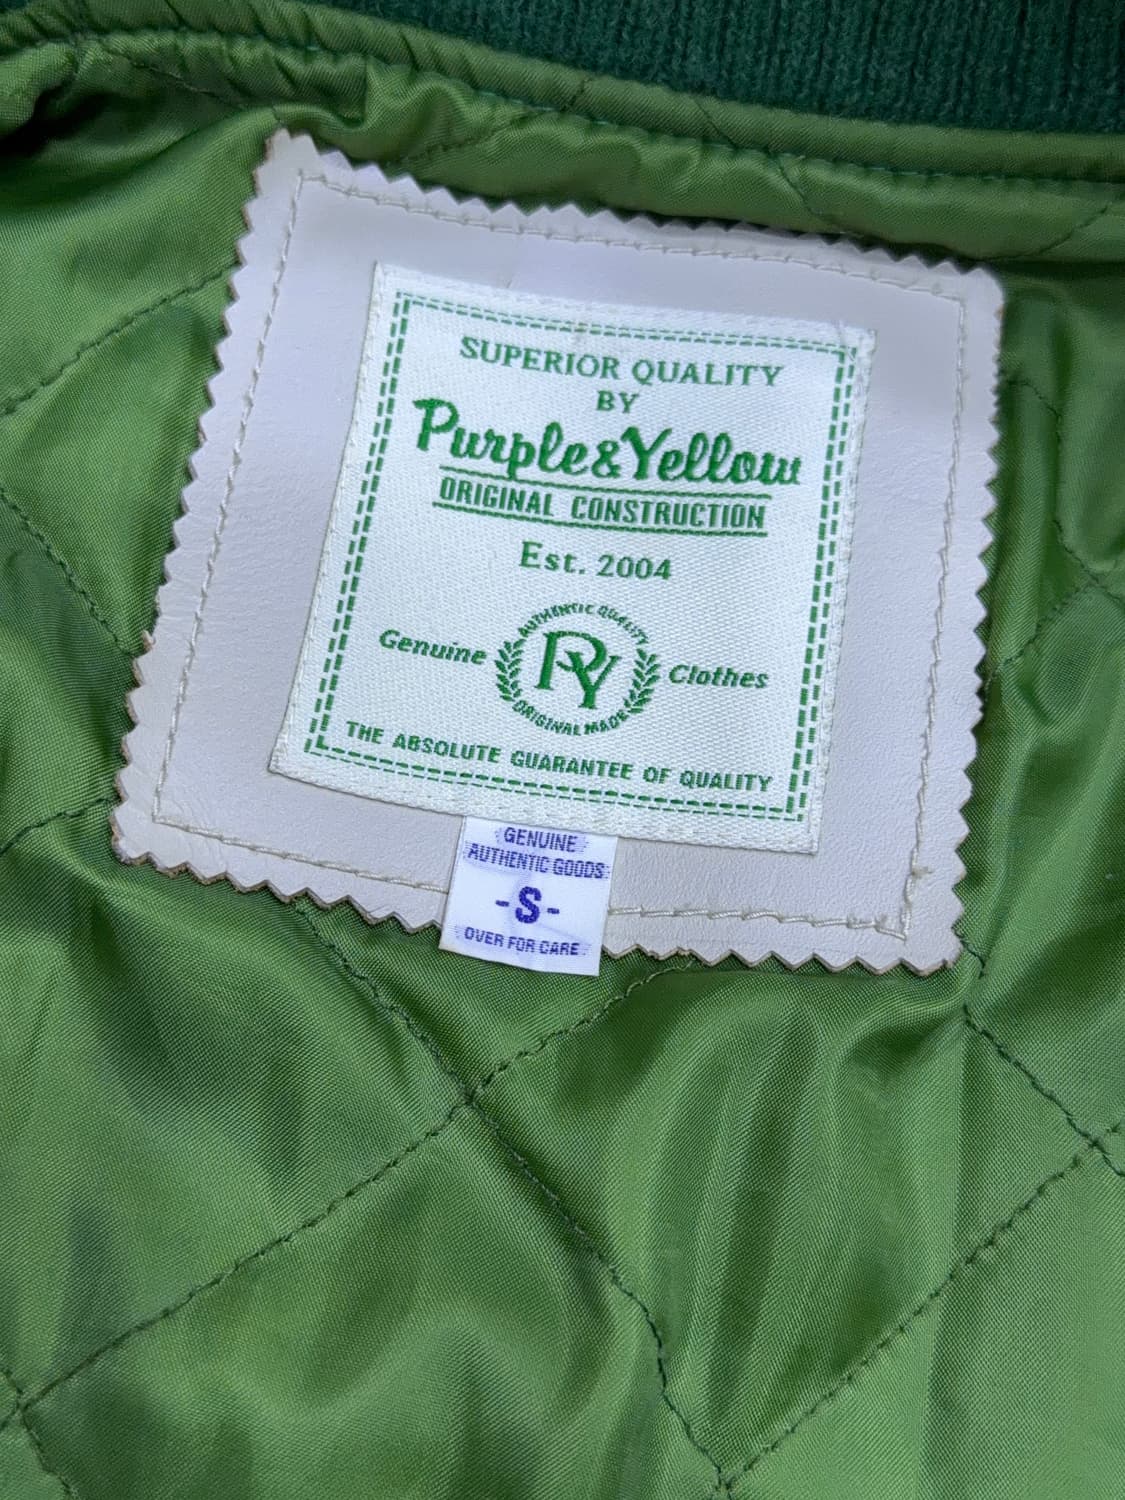 SUPERIOR QUALITY
BY
Purple&Yellow
ORIGINAL CONSTRUCTION
Est. 2004
AUTHENTIC QUALITY
Genuine PY Clothes
ORIGINAL MADE
THE ABSOLUTE GUARANTEE OF QUALITY
GENUINE
AUTHENTIC GOODS
-S-
OVER FOR CARE